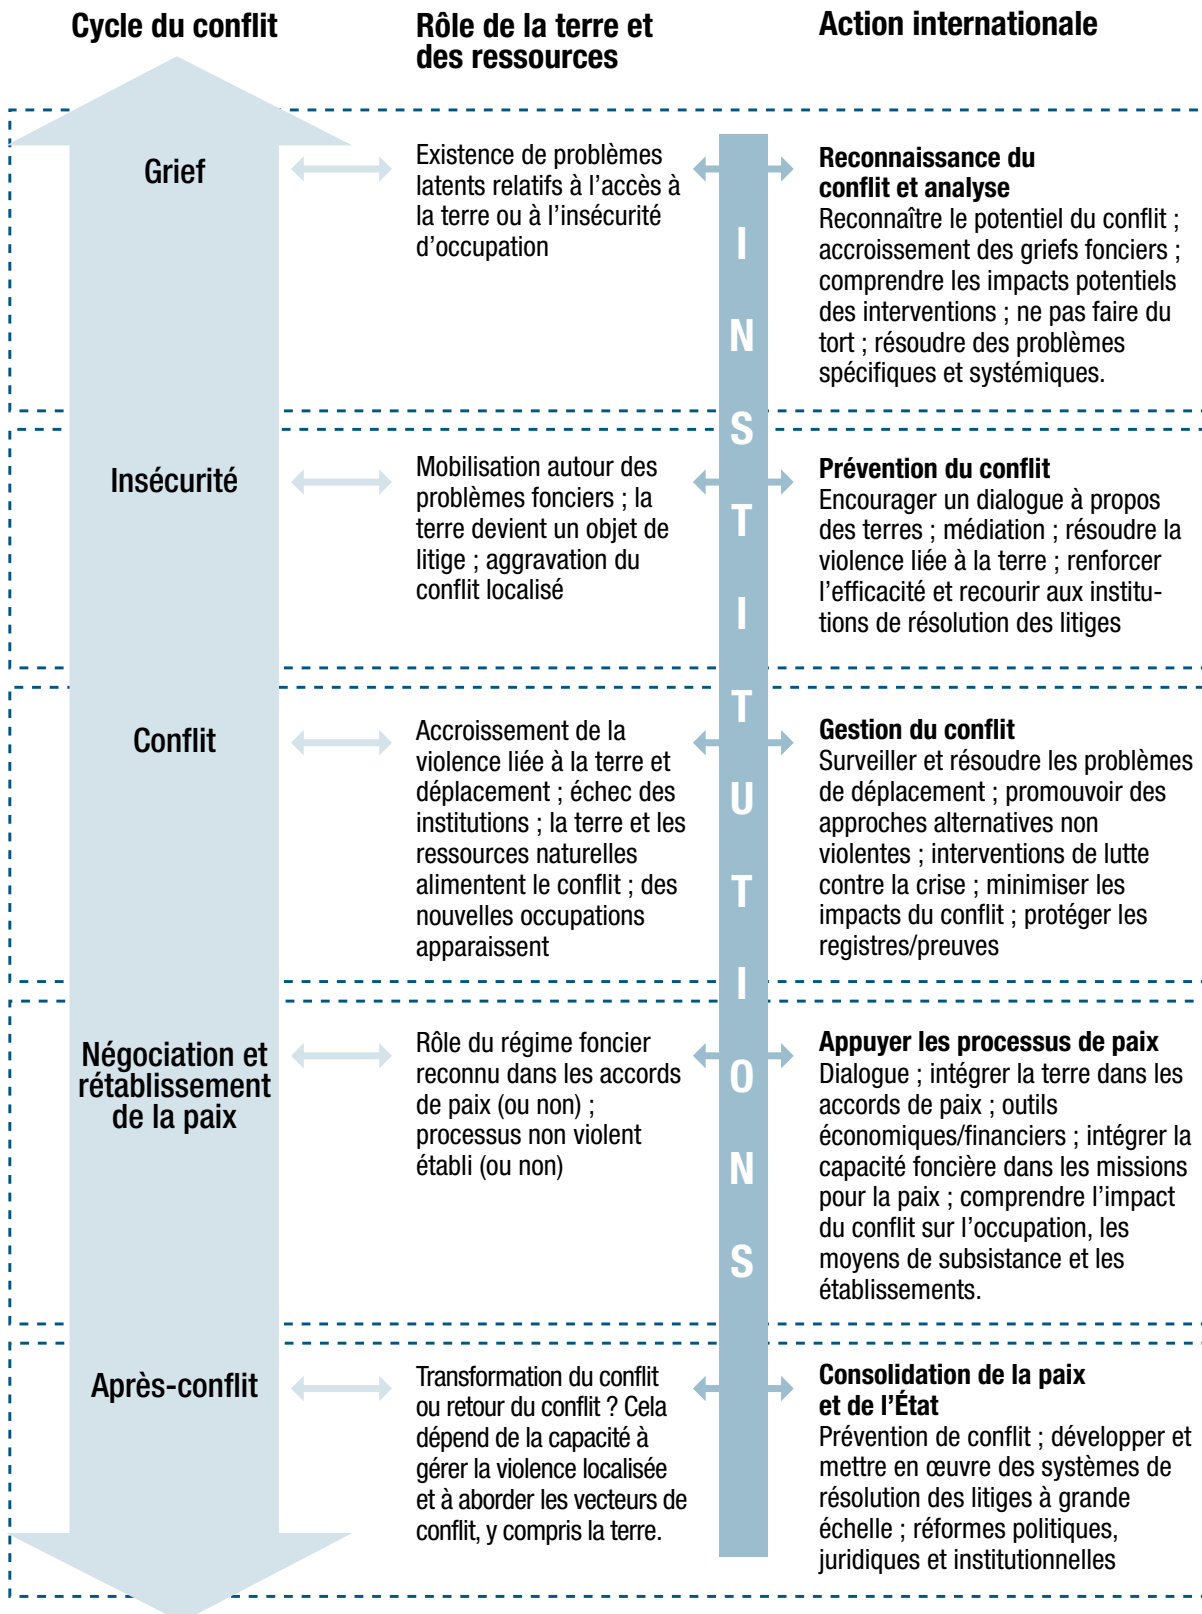 Cycle du conflit
Rôle de la terre et
des ressources
Action internationale
Grief
Existence de problèmes
latents relatifs à l’accès à
la terre ou à l’insécurité
d’occupation
Reconnaissance du
conflit et analyse
Reconnaître le potentiel du conflit ;
accroissement des griefs fonciers ;
comprendre les impacts potentiels
des interventions ; ne pas faire du
tort ; résoudre des problèmes
spécifiques et systémiques.
Insécurité
Mobilisation autour des
problèmes fonciers ; la
terre devient un objet de
litige ; aggravation du
conflit localisé
Prévention du conflit
Encourager un dialogue à propos
des terres ; médiation ; résoudre la
violence liée à la terre ; renforcer
l’efficacité et recourir aux institu-
tions de résolution des litiges
Conflit
Accroissement de la
violence liée à la terre et
déplacement ; échec des
institutions ; la terre et les
ressources naturelles
alimentent le conflit ; des
nouvelles occupations
apparaissent
Gestion du conflit
Surveiller et résoudre les problèmes
de déplacement ; promouvoir des
approches alternatives non
violentes ; interventions de lutte
contre la crise ; minimiser les
impacts du conflit ; protéger les
registres/preuves
Négociation et
rétablissement
de la paix
Rôle du régime foncier
reconnu dans les accords
de paix (ou non) ;
processus non violent
établi (ou non)
Appuyer les processus de paix
Dialogue ; intégrer la terre dans les
accords de paix ; outils
économiques/financiers ; intégrer la
capacité foncière dans les missions
pour la paix ; comprendre l’impact
du conflit sur l’occupation, les
moyens de subsistance et les
établissements.
Après-conflit
Transformation du conflit
ou retour du conflit ? Cela
dépend de la capacité à
gérer la violence localisée
et à aborder les vecteurs de
conflit, y compris la terre.
Consolidation de la paix
et de l’État
Prévention de conflit ; développer et
mettre en œuvre des systèmes de
résolution des litiges à grande
échelle ; réformes politiques,
juridiques et institutionnelles
INSTITUTIONS